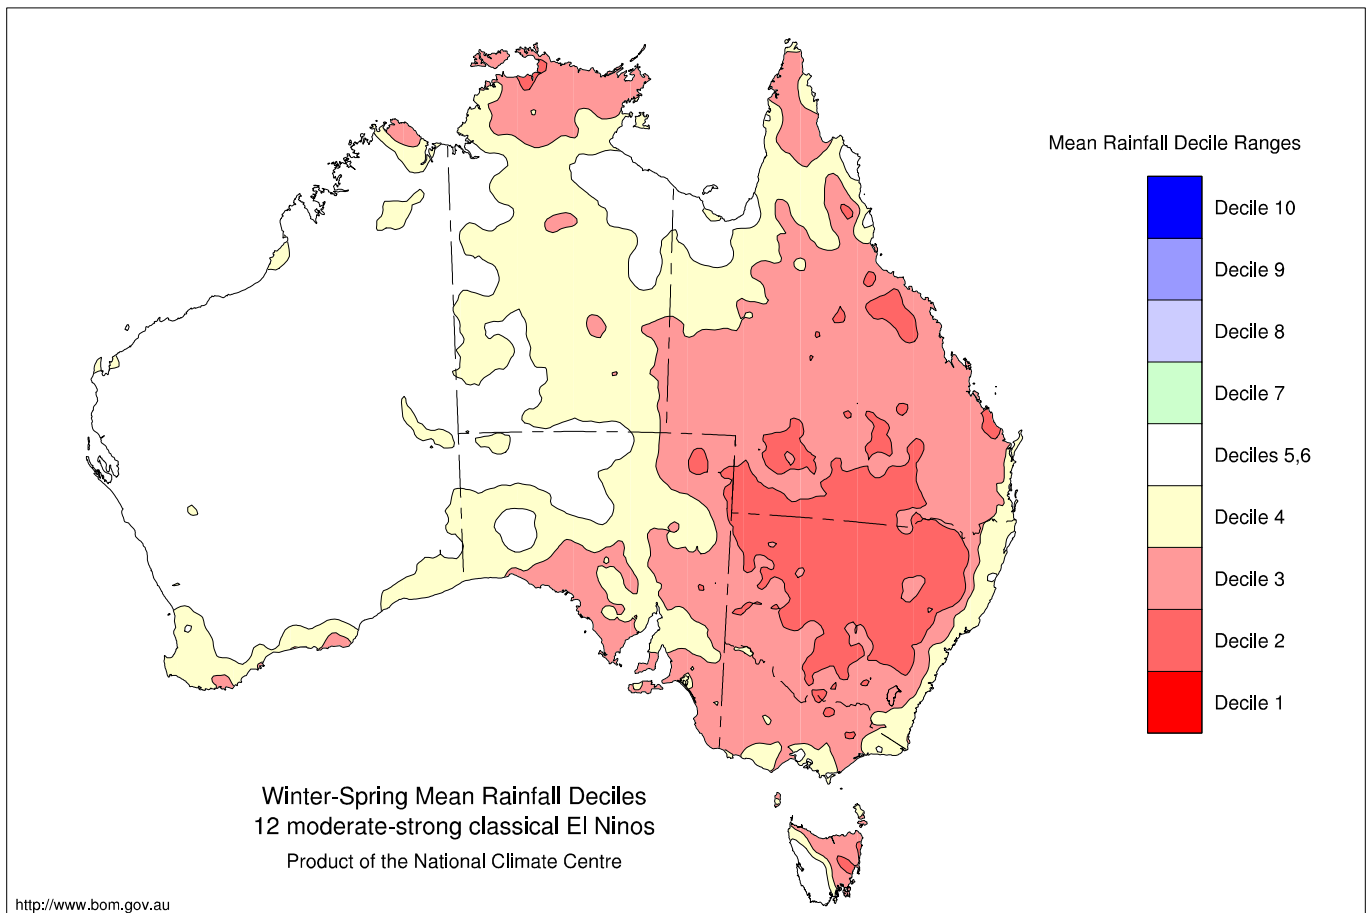 Mean Rainfall Decile Ranges
Decile 10
Decile 9
Decile 8
Decile 7
Deciles 5,6
Decile 4
Decile 3
Decile 2
Decile 1
Winter-Spring Mean Rainfall Deciles
12 moderate-strong classical El Ninos
Product of the National Climate Centre
http://www.bom.gov.au